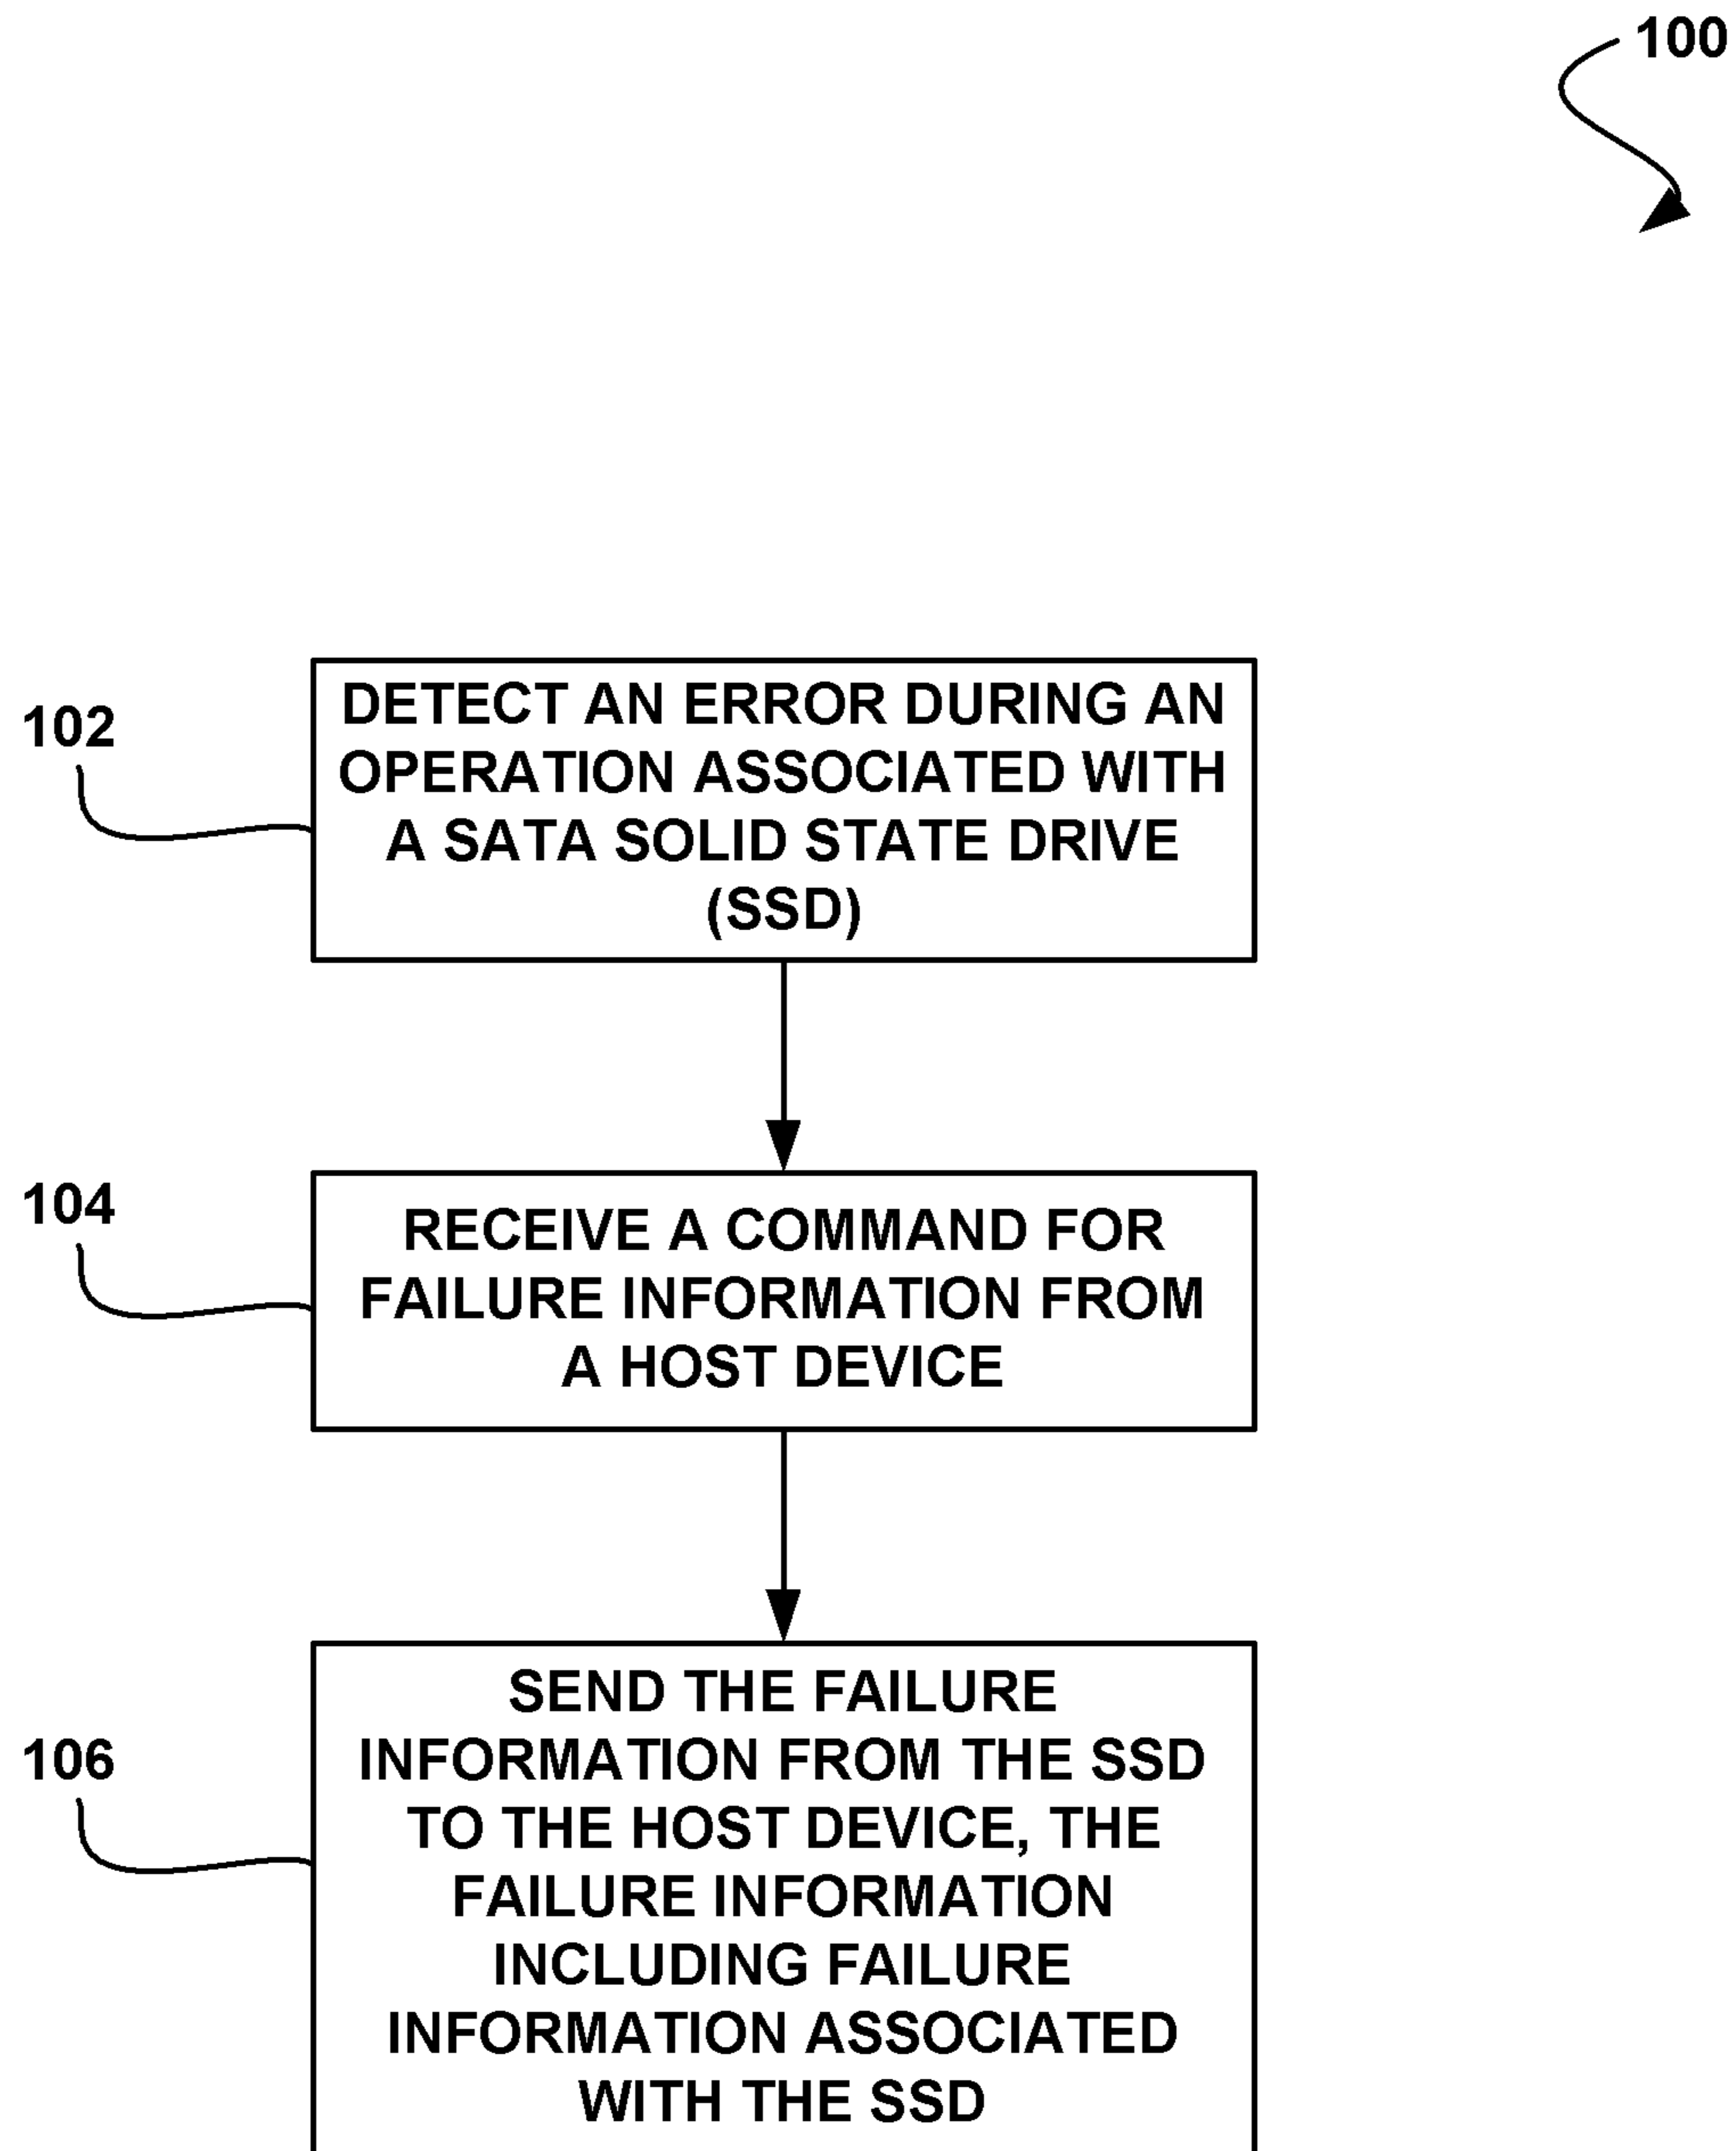 100
102
DETECT AN ERROR DURING AN
OPERATION ASSOCIATED WITH
A SATA SOLID STATE DRIVE
(SSD)
104
RECEIVE A COMMAND FOR
FAILURE INFORMATION FROM
A HOST DEVICE
106
SEND THE FAILURE
INFORMATION FROM THE SSD
TO THE HOST DEVICE, THE
FAILURE INFORMATION
INCLUDING FAILURE
INFORMATION ASSOCIATED
WITH THE SSD